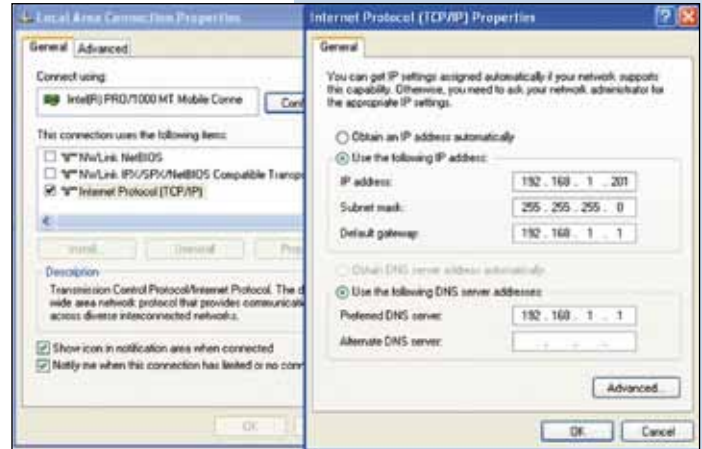 Local Area Connection Properties
General
Advanced
Connect using:
Intel(R) PRO/1000 MT Mobile Conne
Conf
This connection uses the following items:
NWLink NetBIOS
NWLink IPX/SPX/NetBIOS Compatible Transpo
Internet Protocol (TCP/IP)
Install...
Uninstall
Prop
Description
Transmission Control Protocol/Internet Protocol. The d
wide area network protocol that provides communicati
across diverse interconnected networks.
Show icon in notification area when connected
Notify me when this connection has limited or no conn
OK
Internet Protocol (TCP/IP) Properties
General
You can get IP settings assigned automatically if your network supports
this capability. Otherwise, you need to ask your network administrator for
the appropriate IP settings.
Obtain an IP address automatically
Use the following IP address:
IP address:
192 . 168 . 1 . 201
Subnet mask:
255 . 255 . 255 . 0
Default gateway:
192 . 168 . 1 . 1
Obtain DNS server address automatically
Use the following DNS server addresses:
Preferred DNS server:
192 . 168 . 1 . 1
Alternate DNS server:
. . .
Advanced...
OK
Cancel